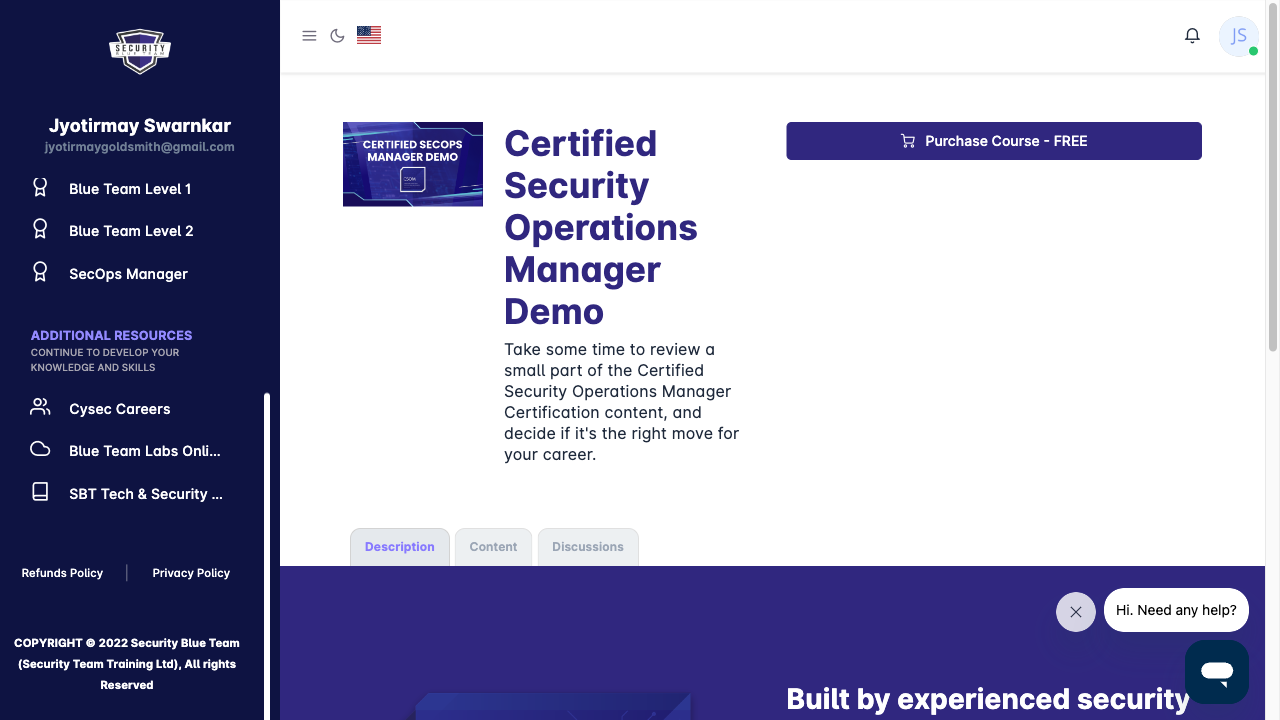 SECURITY
BLUE TEAM
Jyotirmay Swarnkar
jyotirmaygoldsmith@gmail.com
Blue Team Level 1
Blue Team Level 2
SecOps Manager
ADDITIONAL RESOURCES
CONTINUE TO DEVELOP YOUR
KNOWLEDGE AND SKILLS
Cysec Careers
Blue Team Labs Onli...
SBT Tech & Security ...
Refunds Policy
Privacy Policy
COPYRIGHT © 2022 Security Blue Team
(Security Team Training Ltd), All rights
Reserved
JS
CERTIFIED SECOPS
MANAGER DEMO
CSOM
Certified
Security
Operations
Manager
Demo
Take some time to review a
small part of the Certified
Security Operations Manager
Certification content, and
decide if it's the right move for
your career.
Purchase Course - FREE
Description
Content
Discussions
Hi. Need any help?
Built by experienced security